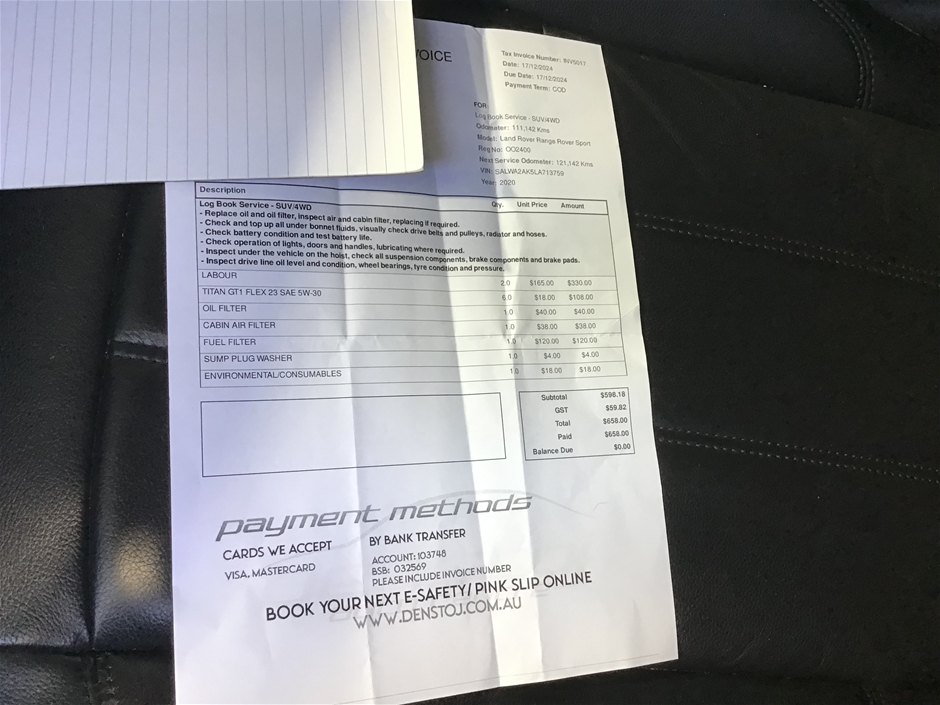 OICE
Tax Invoice Number: INV5517
Date: 17/12/2024
Due Date: 17/12/2024
Payment Term: COD
FOR
Log Book Service - SUV/4WD
Odometer: 111,142 Kms
Model: Land Rover Range Rover Sport
Reg No: OO2400
Next Service Odometer: 121,142 Kms
VIN: SALWA2AK5LA713759
Year: 2020
Description Qty. Unit Price Amount
Log Book Service - SUV/4WD
- Replace oil and oil filter, inspect air and cabin filter, replacing if required.
- Check and top up all under bonnet fluids, visually check drive belts and pulleys, radiator and hoses.
- Check battery condition and test battery life.
- Check operation of lights, doors and handles, lubricating where required.
- Inspect under the vehicle on the hoist, check all suspension components, brake components and brake pads.
- Inspect drive line oil level and condition, wheel bearings, tyre condition and pressure.
LABOUR 2.0 $165.00 $330.00
TITAN GT1 FLEX 23 SAE 5W-30 6.0 $18.00 $108.00
OIL FILTER 1.0 $40.00 $40.00
CABIN AIR FILTER 1.0 $38.00 $38.00
FUEL FILTER 1.0 $120.00 $120.00
SUMP PLUG WASHER 1.0 $4.00 $4.00
ENVIRONMENTAL/CONSUMABLES 1.0 $18.00 $18.00
Subtotal $598.18
GST $59.82
Total $658.00
Paid $658.00
Balance Due $0.00
payment methods
CARDS WE ACCEPT
VISA, MASTERCARD
BY BANK TRANSFER
ACCOUNT: 103748
BSB: 032569
PLEASE INCLUDE INVOICE NUMBER
BOOK YOUR NEXT E-SAFETY/ PINK SLIP ONLINE
WWW.DENSTOJ.COM.AU